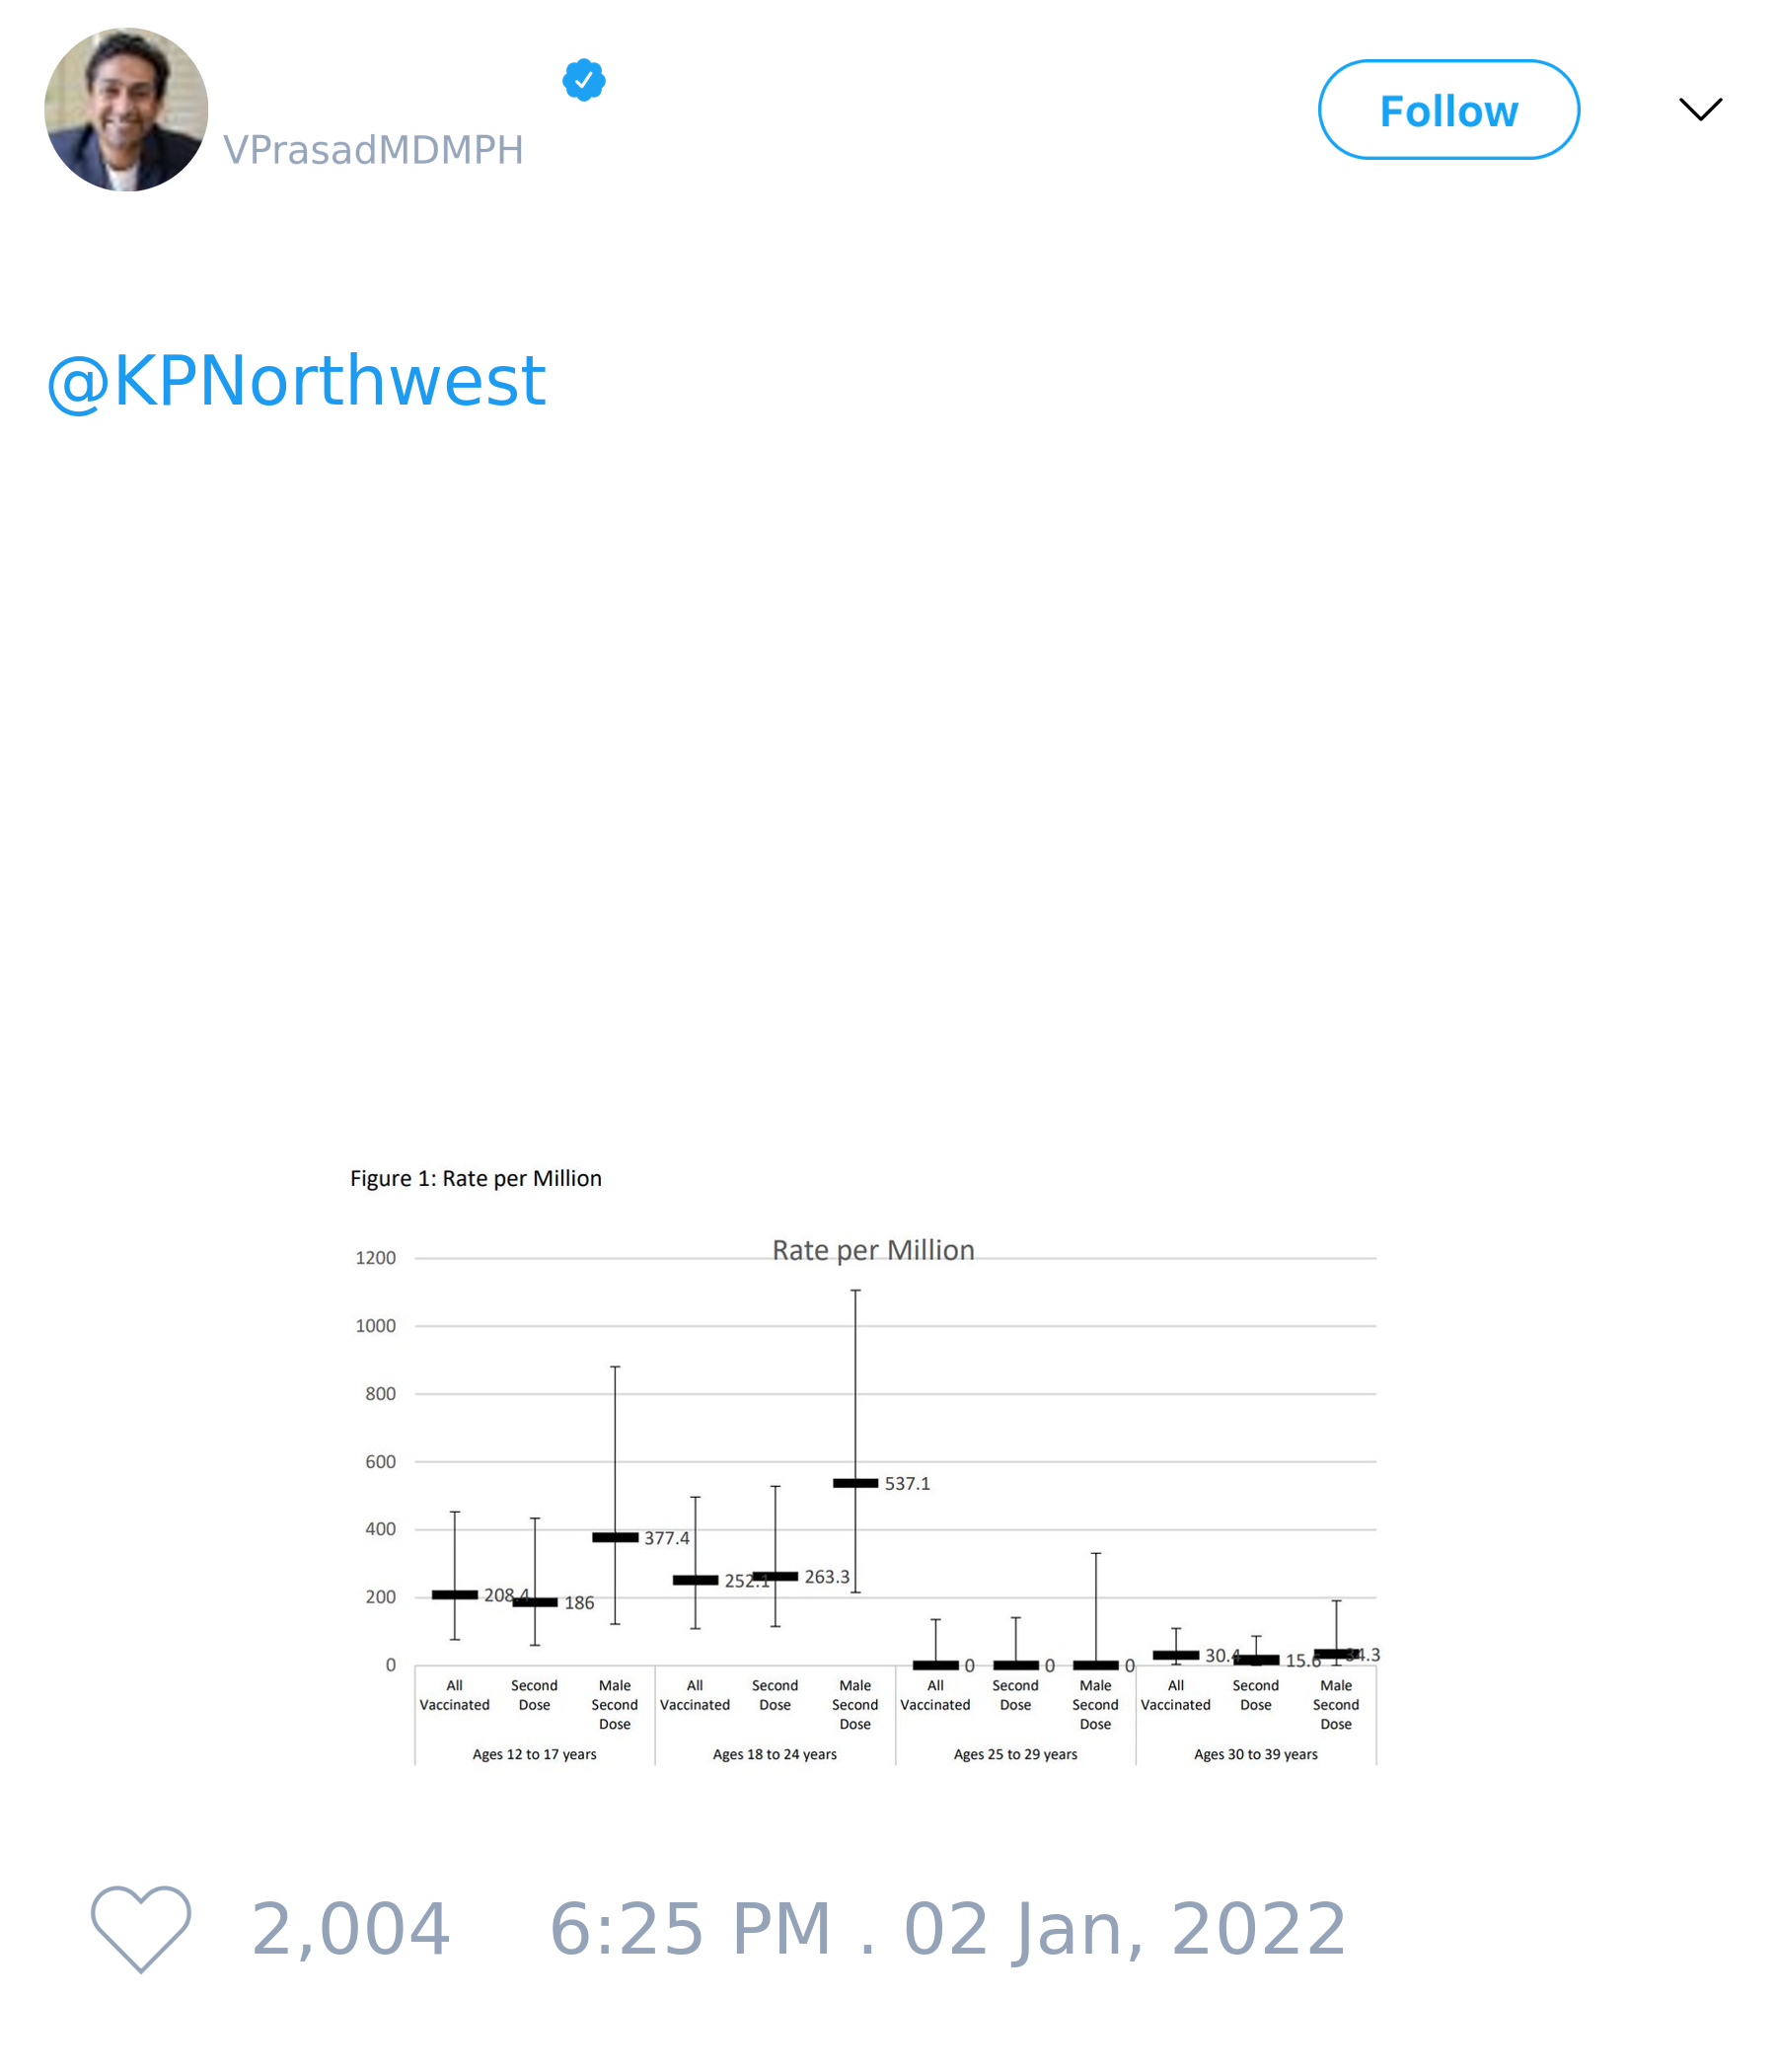 VPrasadMDMPH
Follow
@KPNorthwest
Figure 1: Rate per Million
Rate per Million
1200
1000
800
600
400
200
0
208.4
186
377.4
252.1
263.3
537.1
0
0
0
30.4
15.6
34.3
All Vaccinated
Second Dose
Male Second Dose
All Vaccinated
Second Dose
Male Second Dose
All Vaccinated
Second Dose
Male Second Dose
All Vaccinated
Second Dose
Male Second Dose
Ages 12 to 17 years
Ages 18 to 24 years
Ages 25 to 29 years
Ages 30 to 39 years
2,004 6:25 PM . 02 Jan, 2022